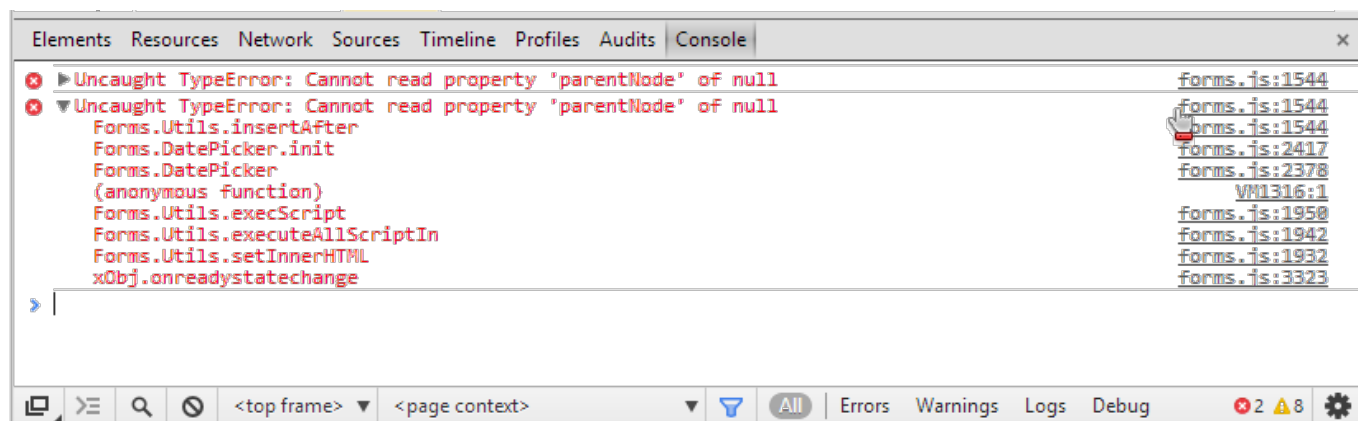 Elements Resources Network Sources Timeline Profiles Audits Console ×
▶Uncaught TypeError: Cannot read property 'parentNode' of null forms.js:1544
▼Uncaught TypeError: Cannot read property 'parentNode' of null forms.js:1544
Forms.Utils.insertAfter forms.js:1544
Forms.DatePicker.init forms.js:2417
Forms.DatePicker forms.js:2378
(anonymous function) VM1316:1
Forms.Utils.execScript forms.js:1950
Forms.Utils.executeAllScriptIn forms.js:1942
Forms.Utils.setInnerHTML forms.js:1932
xObj.onreadystatechange forms.js:3323
<top frame> ▼ <page context> ▼ All Errors Warnings Logs Debug 2 8